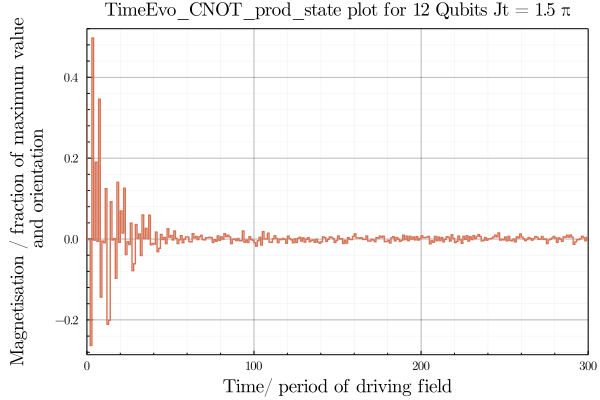 TimeEvo_CNOT_prod_state plot for 12 Qubits Jt = 1.5 π
Magnetisation / fraction of maximum value
and orientation
0.4
0.2
0.0
−0.2
0
100
200
300
Time/ period of driving field